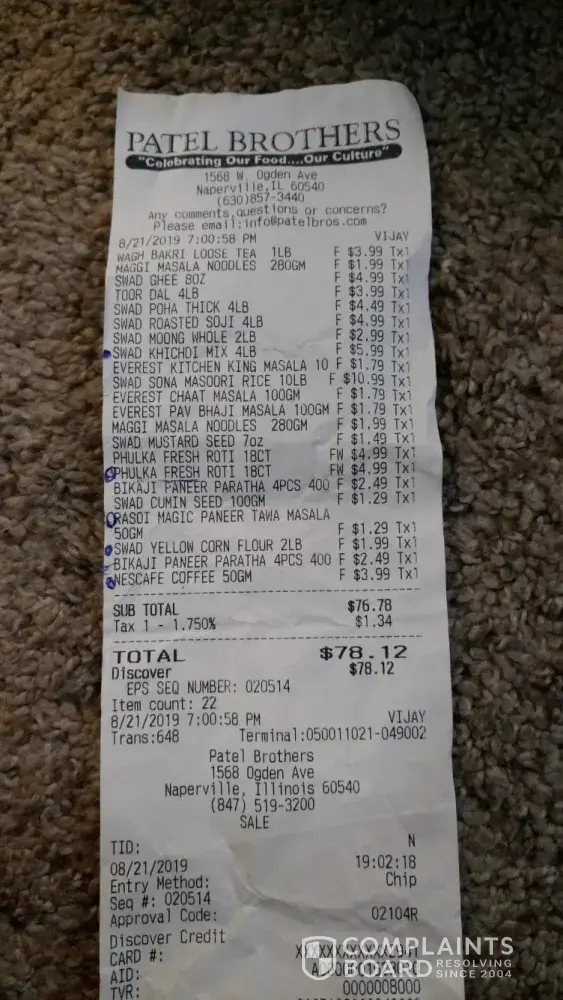 PATEL BROTHERS
"Celebrating Our Food....Our Culture"
1568 W. Ogden Ave
Naperville,IL 60540
(630)857-3440
Any comments,questions or concerns?
Please email:info@patelbros.com
8/21/2019 7:00:58 PM VIJAY
WAGH BAKRI LOOSE TEA 1LB F $3.99 Tx1
MAGGI MASALA NOODLES 280GM F $1.99 Tx1
SWAD GHEE 8OZ F $4.99 Tx1
TOOR DAL 4LB F $3.99 Tx1
SWAD POHA THICK 4LB F $4.49 Tx1
SWAD ROASTED SOJI 4LB F $4.99 Tx1
SWAD MOONG WHOLE 2LB F $2.99 Tx1
SWAD KHICHDI MIX 4LB F $5.99 Tx1
EVEREST KITCHEN KING MASALA 10 F $1.79 Tx1
SWAD SONA MASOORI RICE 10LB F $10.99 Tx1
EVEREST CHAAT MASALA 100GM F $1.79 Tx1
EVEREST PAV BHAJI MASALA 100GM F $1.79 Tx1
MAGGI MASALA NOODLES 280GM F $1.99 Tx1
SWAD MUSTARD SEED 7oz F $1.49 Tx1
PHULKA FRESH ROTI 18CT FW $4.99 Tx1
PHULKA FRESH ROTI 18CT FW $4.99 Tx1
BIKAJI PANEER PARATHA 4PCS 400 F $2.49 Tx1
SWAD CUMIN SEED 100GM F $1.29 Tx1
RASOI MAGIC PANEER TAWA MASALA
50GM F $1.29 Tx1
SWAD YELLOW CORN FLOUR 2LB F $1.99 Tx1
BIKAJI PANEER PARATHA 4PCS 400 F $2.49 Tx1
NESCAFE COFFEE 50GM F $3.99 Tx1
SUB TOTAL $76.78
Tax 1 - 1.750% $1.34
TOTAL $78.12
Discover $78.12
EPS SEQ NUMBER: 020514
Item count: 22
8/21/2019 7:00:58 PM VIJAY
Trans:648 Terminal:050011021-049002
Patel Brothers
1568 Ogden Ave
Naperville, Illinois 60540
(847) 519-3200
SALE
TID: N
08/21/2019 19:02:18
Entry Method: Chip
Seq #: 020514
Approval Code: 02104R
Discover Credit
CARD #:
AID:
TVR: 0000008000
COMPLAINTS
BOARD RESOLVING
SINCE 2004